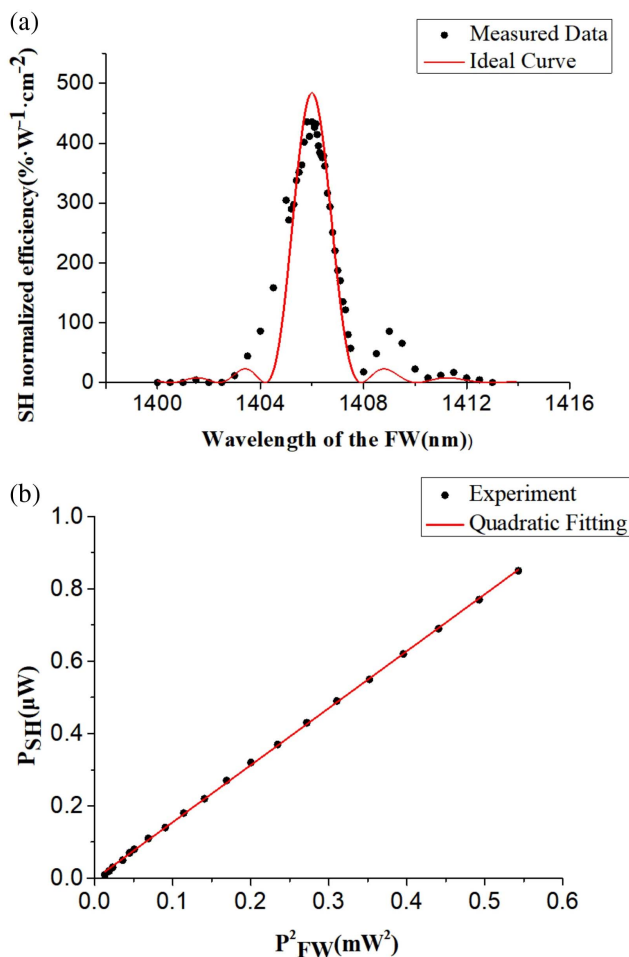 (a)
Measured Data
Ideal Curve
SH normalized efficiency(%·W⁻¹·cm⁻²)
500
400
300
200
100
0
1400 1404 1408 1412 1416
Wavelength of the FW(nm))
(b)
Experiment
Quadratic Fitting
P_SH(μW)
1.0
0.8
0.6
0.4
0.2
0.0
0.0 0.1 0.2 0.3 0.4 0.5 0.6
P²_FW(mW²)